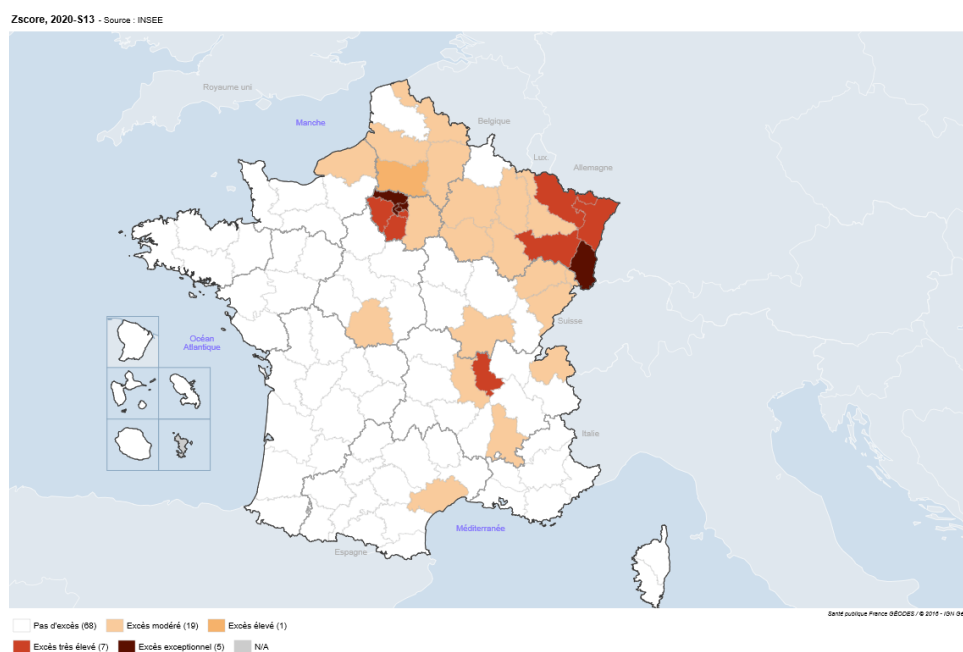 Zscore, 2020-S13 - Source : INSEE
Royaume uni
Manche
Belgique
Lux.
Allemagne
Suisse
Océan
Atlantique
Italie
Méditerranée
Espagne
Santé publique France GÉODES / © 2016 - IGN Gé
Pas d'excès (68) Excès modéré (19) Excès élevé (1)
Excès très élevé (7) Excès exceptionnel (5) N/A